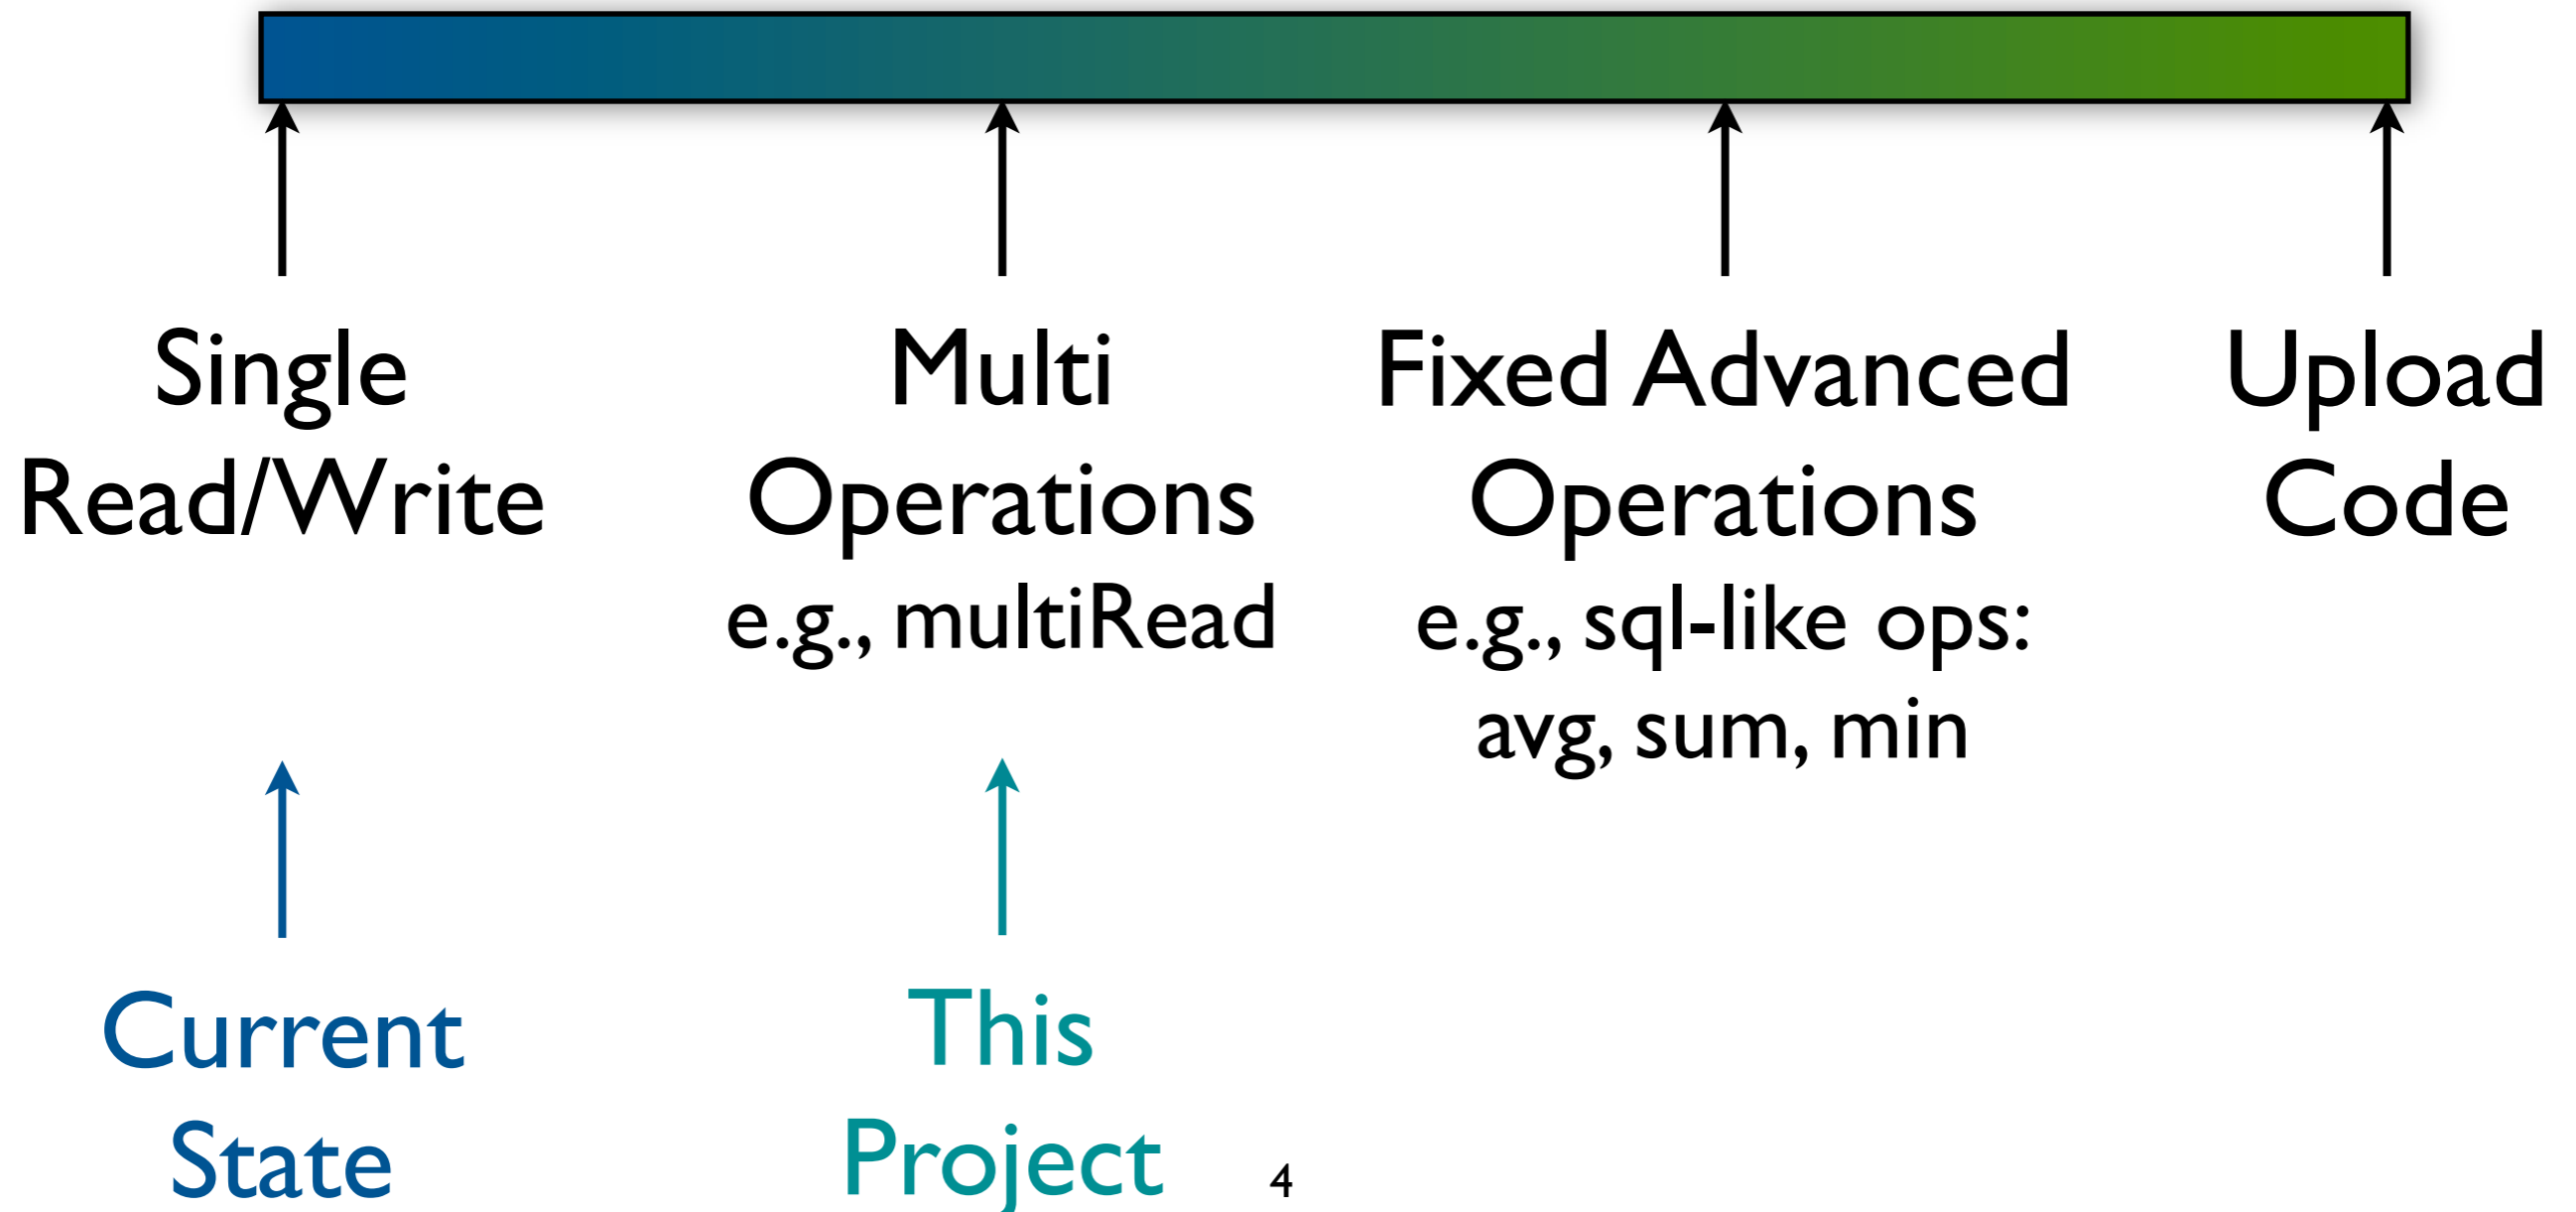 Single
Read/Write
Multi
Operations
e.g., multiRead
Fixed Advanced
Operations
e.g., sql-like ops:
avg, sum, min
Upload
Code
Current
State
This
Project
4